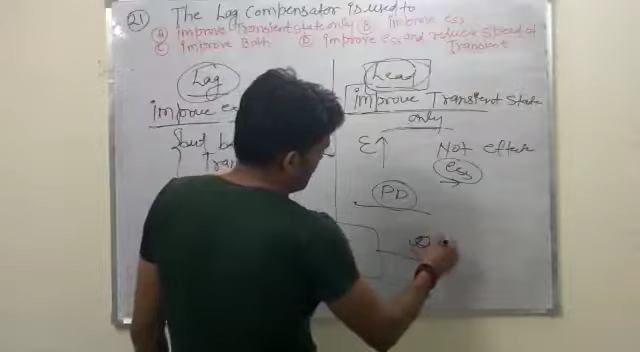 21 The Lag Compensator is used to
A improve Transient state only B improve ess
C improve Both D improve ess and reduce speed of Transient
Lag
improve
but
Lead
improve Transient State
only
ε↑ Not effect
ess
PD